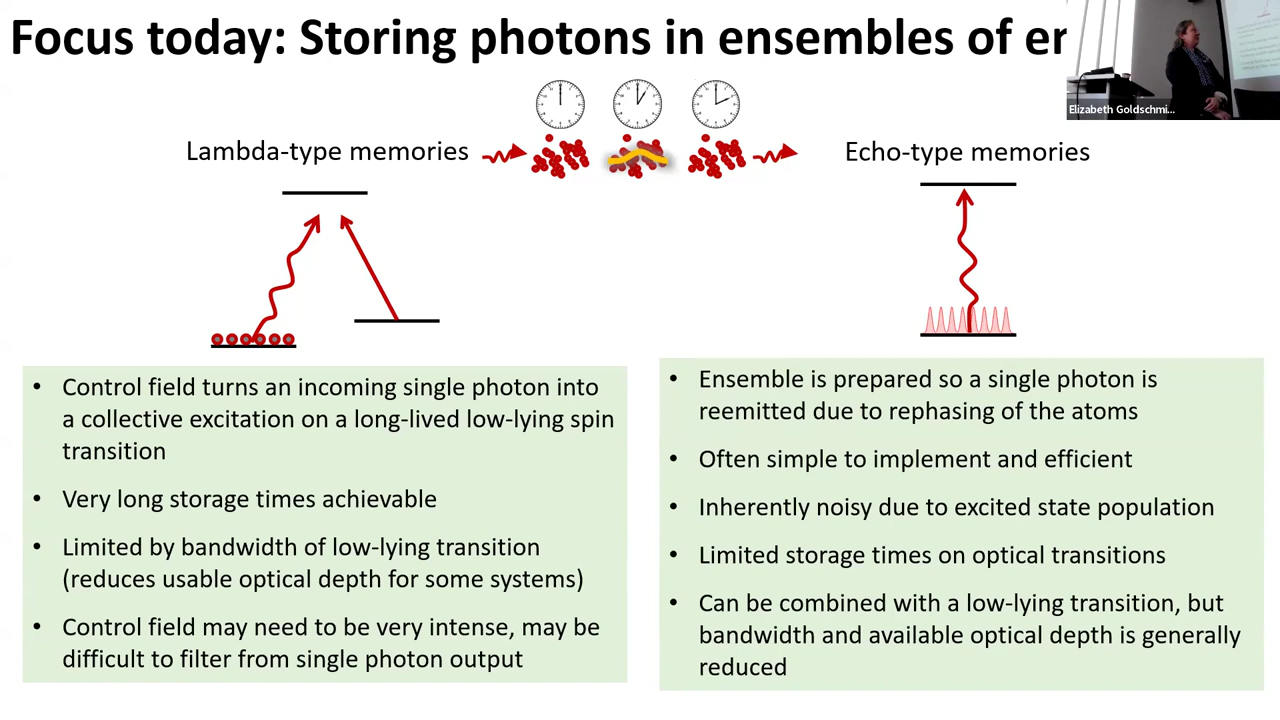 Focus today: Storing photons in ensembles of
Elizabeth Goldschmi...
Lambda-type memories
Echo-type memories
• Control field turns an incoming single photon into
a collective excitation on a long-lived low-lying spin
transition
• Very long storage times achievable
• Limited by bandwidth of low-lying transition
(reduces usable optical depth for some systems)
• Control field may need to be very intense, may be
difficult to filter from single photon output
• Ensemble is prepared so a single photon is
reemitted due to rephasing of the atoms
• Often simple to implement and efficient
• Inherently noisy due to excited state population
• Limited storage times on optical transitions
• Can be combined with a low-lying transition, but
bandwidth and available optical depth is generally
reduced